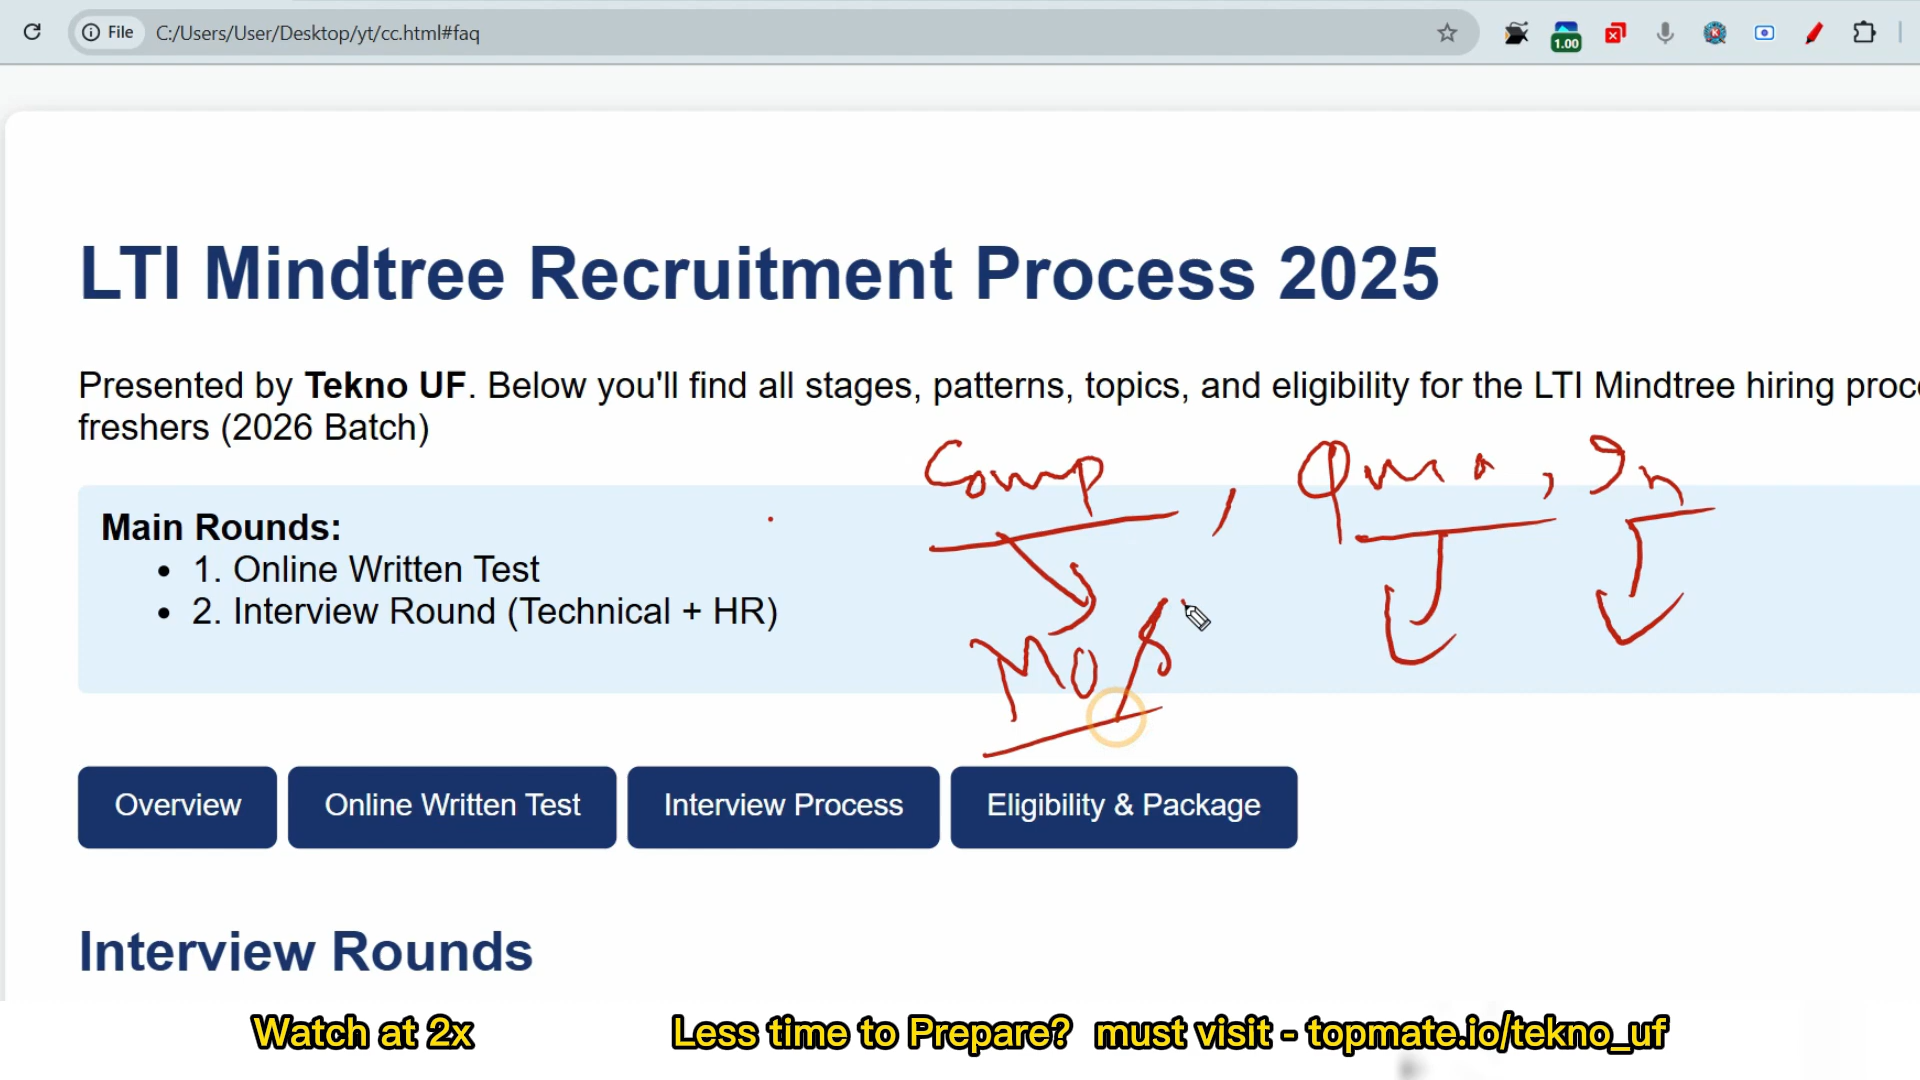 File C:/Users/User/Desktop/yt/cc.html#faq
1.00
LTI Mindtree Recruitment Process 2025
Presented by Tekno UF. Below you'll find all stages, patterns, topics, and eligibility for the LTI Mindtree hiring
freshers (2026 Batch)
Comp,
Main Rounds:
1. Online Written Test
2. Interview Round (Technical + HR)
Overview
Online Written Test
Interview Process
Eligibility & Package
Interview Rounds
Watch at 2x
Less time to Prepare? must visit - topmate.io/tekno_uf